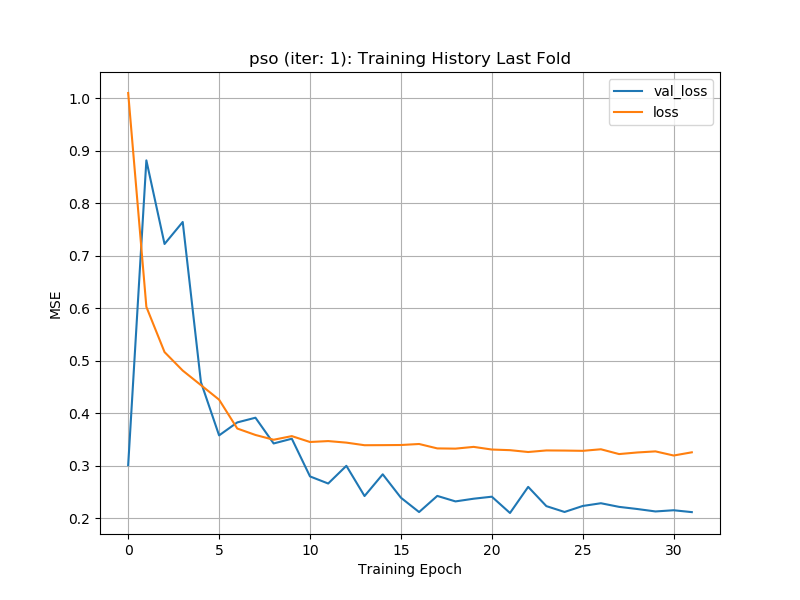 pso (iter: 1): Training History Last Fold
val_loss
loss
1.0
0.9
0.8
0.7
0.6
0.5
0.4
0.3
0.2
MSE
0 5 10 15 20 25 30
Training Epoch